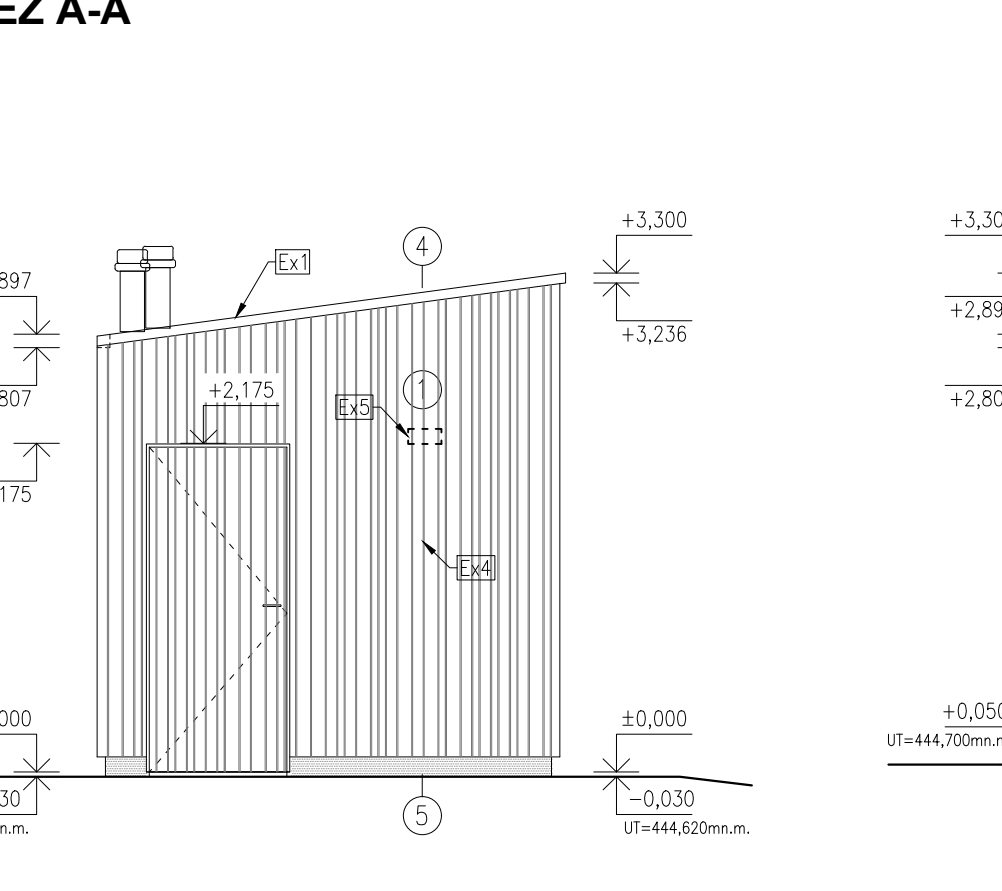 EZ A-A
+3,300
+3,30
4
Ex1
897
+2,89
+3,236
+2,175
1
807
+2,80
Ex5
175
Ex4
000
±0,000
+0,050
UT=444,700mn.m
30
-0,030
5
n.m.
UT=444,620mn.m.